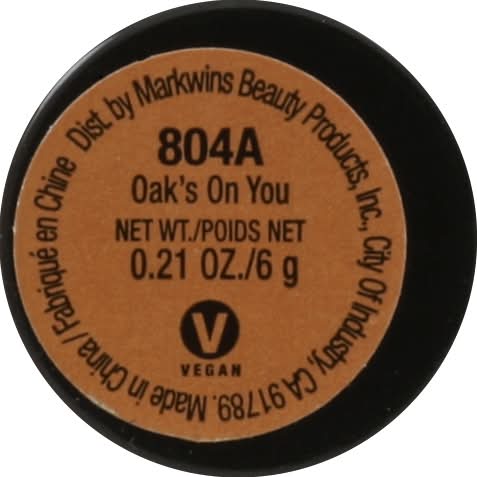 Dist. by Markwins Beauty Products, Inc., City Of Industry, CA 91789. Made in China / Fabriqué en Chine
804A
Oak's On You
NET WT./POIDS NET
0.21 OZ./6 g
V
VEGAN